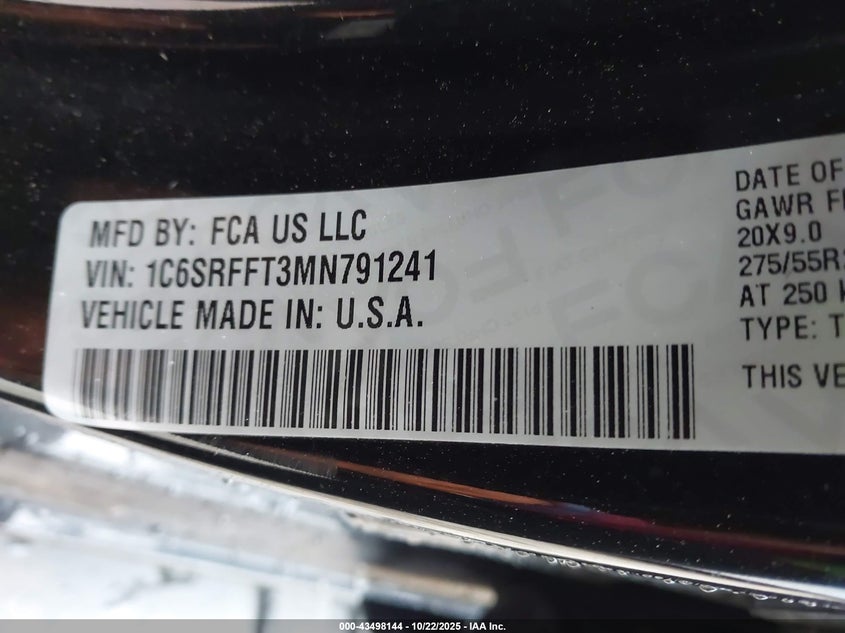 MFD BY: FCA US LLC
VIN: 1C6SRFFT3MN791241
VEHICLE MADE IN: U.S.A.
DATE OF
GAWR
20X9.0
275/55R
AT 250
TYPE: T
THIS VE
000-43498144 - 10/22/2025 - IAA Inc.